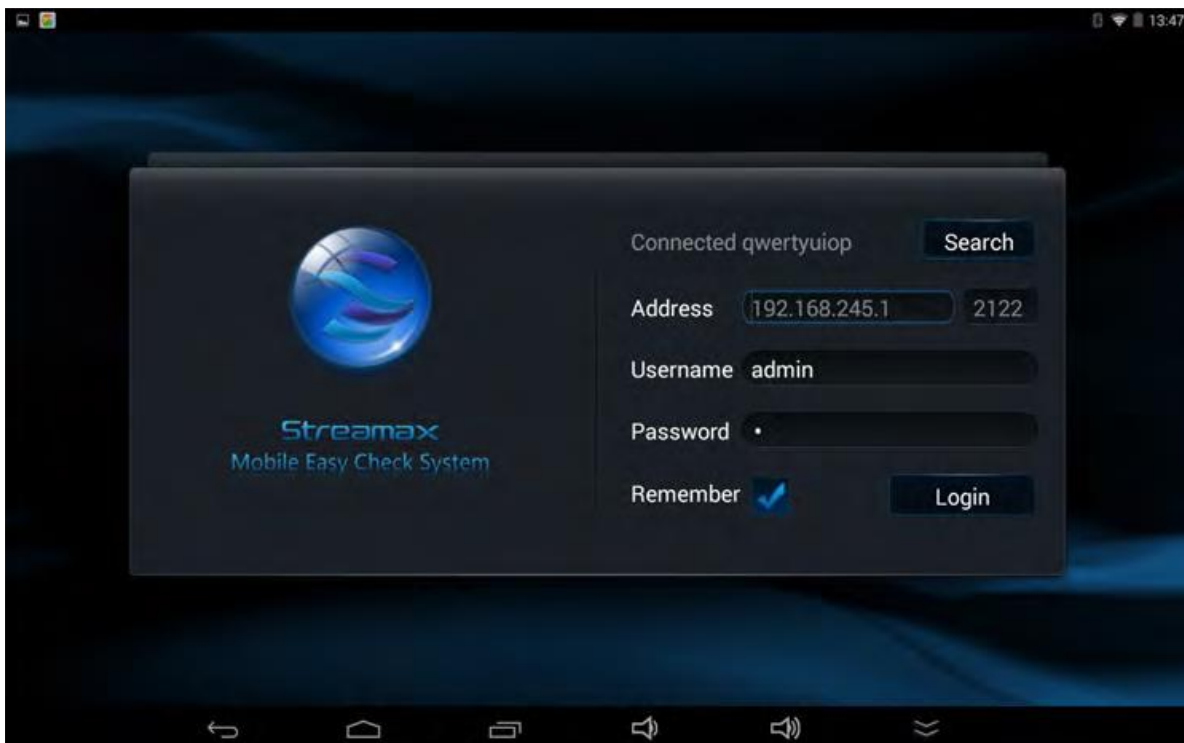 13:47
Connected qwertyuiop Search
Address 192.168.245.1 2122
Username admin
Streamax
Mobile Easy Check System
Password •
Remember Login